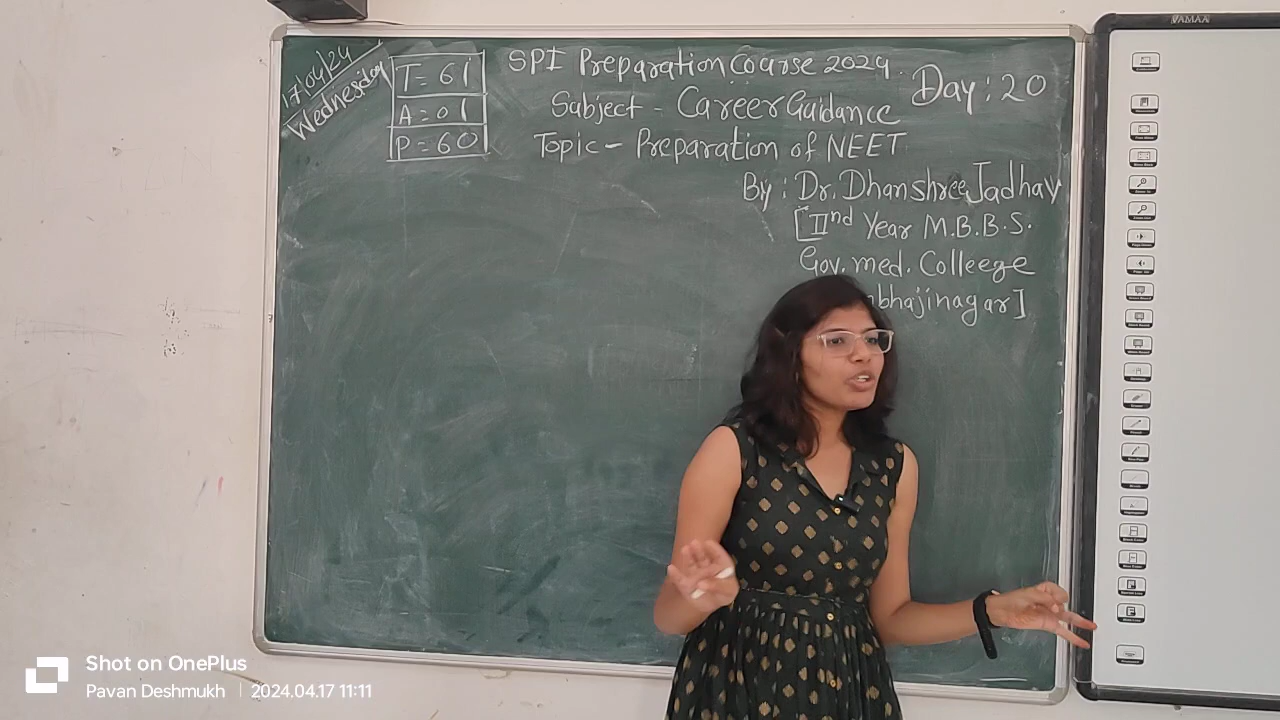 17/04/24
Wednesday
T = 61
A = 01
P = 60
SPI Preparation Course 2024.
Day : 20
Subject - Career Guidance
Topic - Preparation of NEET
By : Dr. Dhanshree Jadhav
[IInd Year M.B.B.S.
Gov. med. Colleege
mbhajinagar]
VAMAA
Shot on OnePlus
Pavan Deshmukh | 2024.04.17 11:11